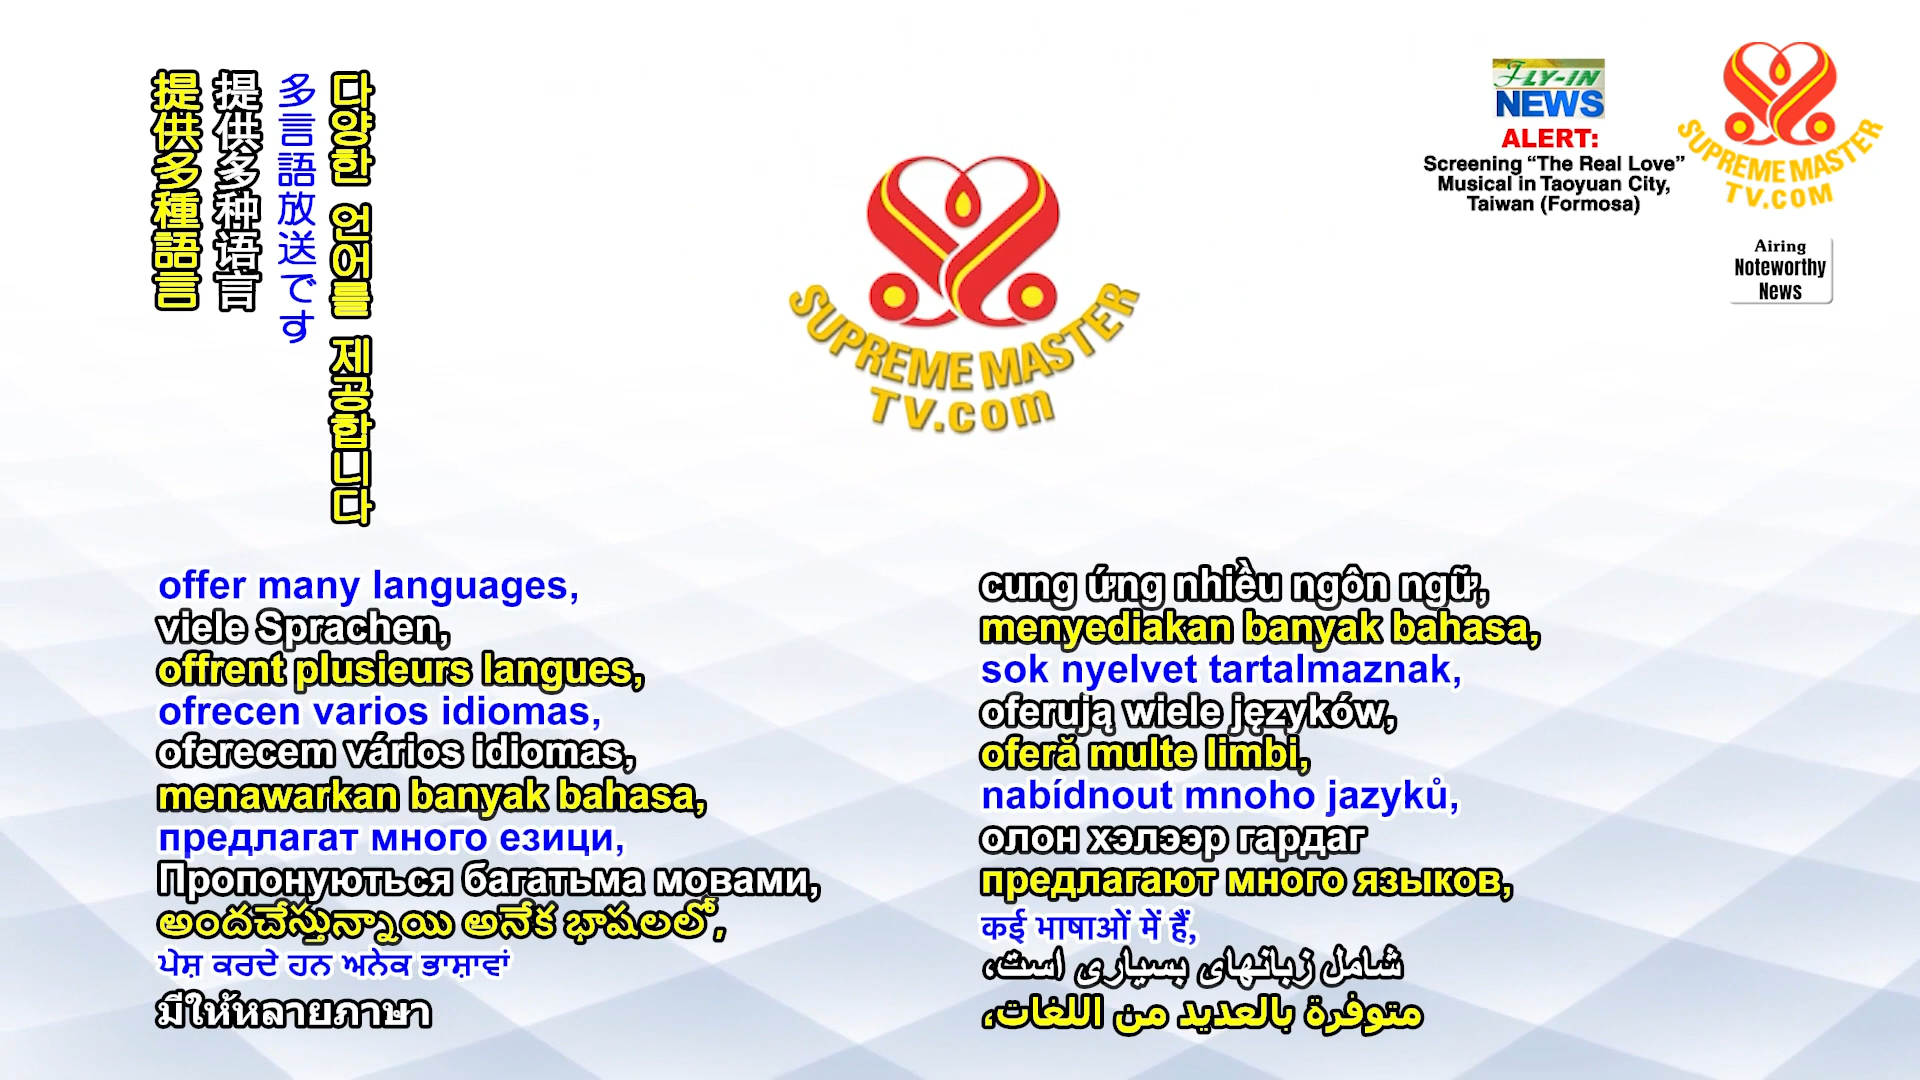 提供多種語言
提供多种语言
多言語放送です
다양한 언어를 제공합니다
SUPREME MASTER
TV.com
FLY-IN
NEWS
ALERT:
Screening “The Real Love”
Musical in Taoyuan City,
Taiwan (Formosa)
SUPREME MASTER
TV.COM
Airing
Noteworthy
News
offer many languages,
viele Sprachen,
offrent plusieurs langues,
ofrecen varios idiomas,
oferecem vários idiomas,
menawarkan banyak bahasa,
предлагат много езици,
Пропонуються багатьма мовами,
అందచేస్తున్నాయి అనేక భాషలలో,
ਪੇਸ਼ ਕਰਦੇ ਹਨ ਅਨੇਕ ਭਾਸ਼ਾਵਾਂ
มีให้หลายภาษา
cung ứng nhiều ngôn ngữ,
menyediakan banyak bahasa,
sok nyelvet tartalmaznak,
oferują wiele języków,
oferă multe limbi,
nabídnout mnoho jazyků,
олон хэлээр гардаг
предлагают много языков,
कई भाषाओं में हैं,
شامل زبانهای بسیاری است،
متوفرة بالعديد من اللغات،